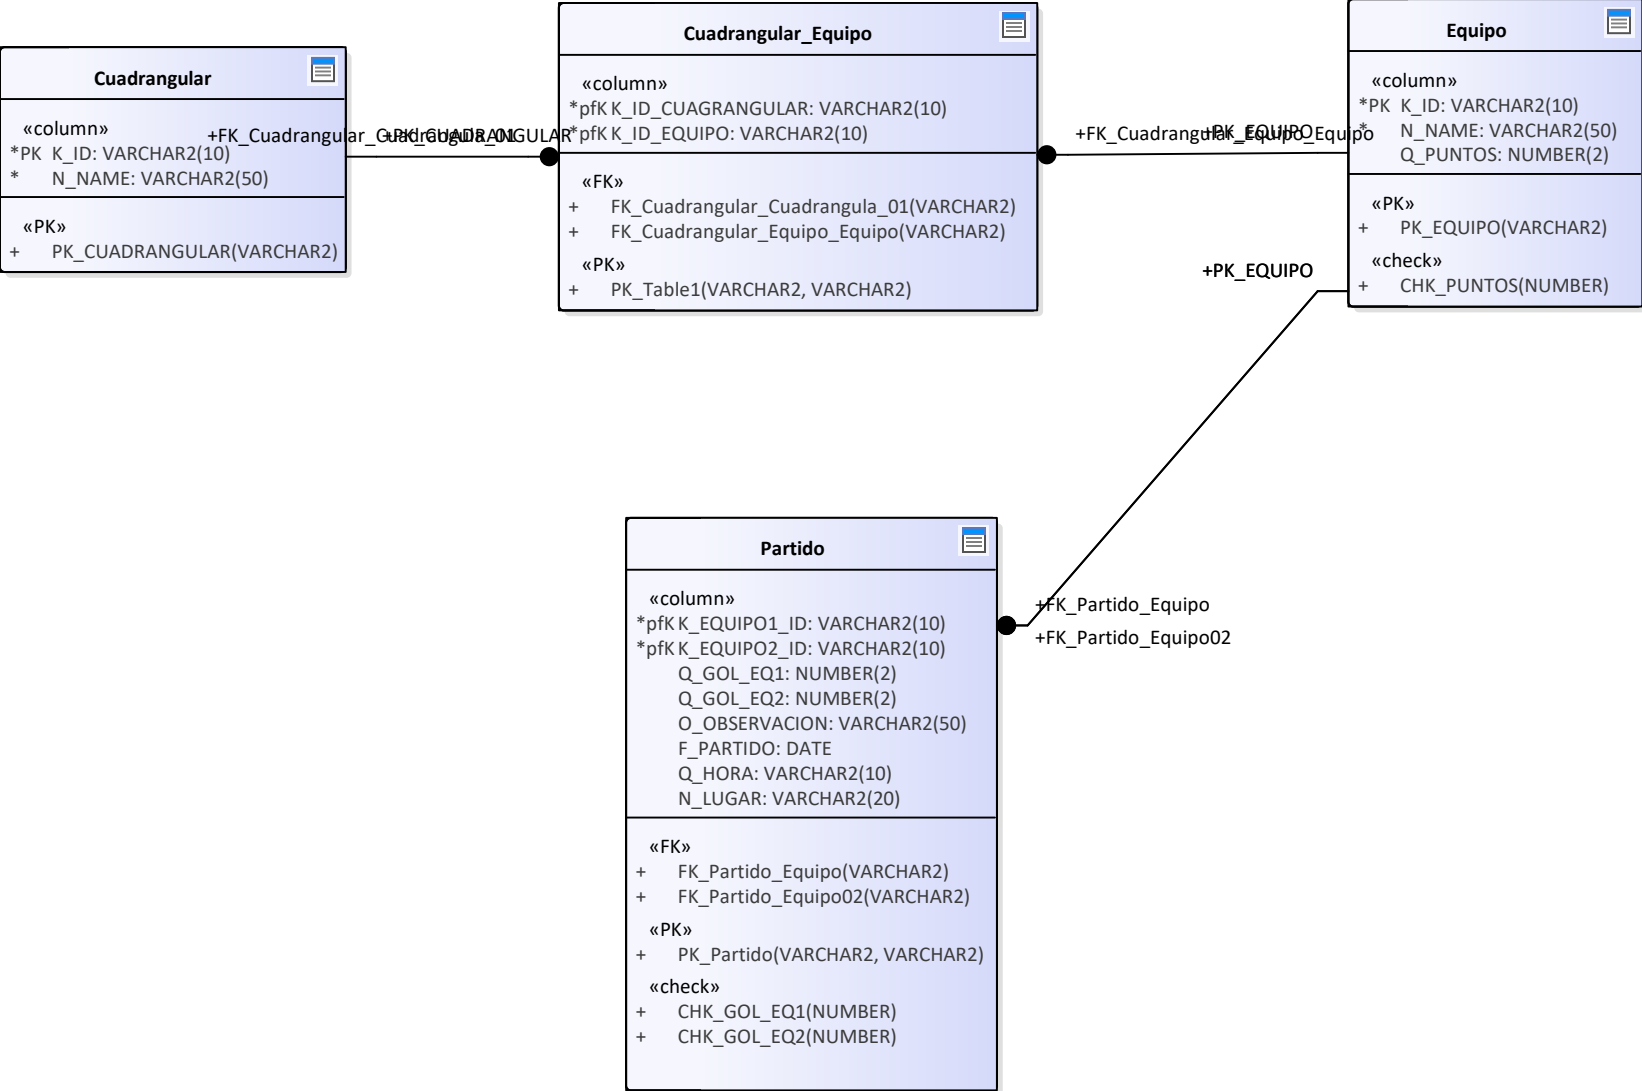 Cuadrangular
«column»
*PK K_ID: VARCHAR2(10)
* N_NAME: VARCHAR2(50)
«PK»
+ PK_CUADRANGULAR(VARCHAR2)
+FK_Cuadrangular_Cuadrangula_01
+PK_CUADRANGULAR
Cuadrangular_Equipo
«column»
*pfK K_ID_CUAGRANGULAR: VARCHAR2(10)
*pfK K_ID_EQUIPO: VARCHAR2(10)
«FK»
+ FK_Cuadrangular_Cuadrangula_01(VARCHAR2)
+ FK_Cuadrangular_Equipo_Equipo(VARCHAR2)
«PK»
+ PK_Table1(VARCHAR2, VARCHAR2)
+FK_Cuadrangular_Equipo_Equipo
+PK_EQUIPO
Equipo
«column»
*PK K_ID: VARCHAR2(10)
* N_NAME: VARCHAR2(50)
Q_PUNTOS: NUMBER(2)
«PK»
+ PK_EQUIPO(VARCHAR2)
«check»
+ CHK_PUNTOS(NUMBER)
+PK_EQUIPO
+FK_Partido_Equipo
+FK_Partido_Equipo02
Partido
«column»
*pfK K_EQUIPO1_ID: VARCHAR2(10)
*pfK K_EQUIPO2_ID: VARCHAR2(10)
Q_GOL_EQ1: NUMBER(2)
Q_GOL_EQ2: NUMBER(2)
O_OBSERVACION: VARCHAR2(50)
F_PARTIDO: DATE
Q_HORA: VARCHAR2(10)
N_LUGAR: VARCHAR2(20)
«FK»
+ FK_Partido_Equipo(VARCHAR2)
+ FK_Partido_Equipo02(VARCHAR2)
«PK»
+ PK_Partido(VARCHAR2, VARCHAR2)
«check»
+ CHK_GOL_EQ1(NUMBER)
+ CHK_GOL_EQ2(NUMBER)